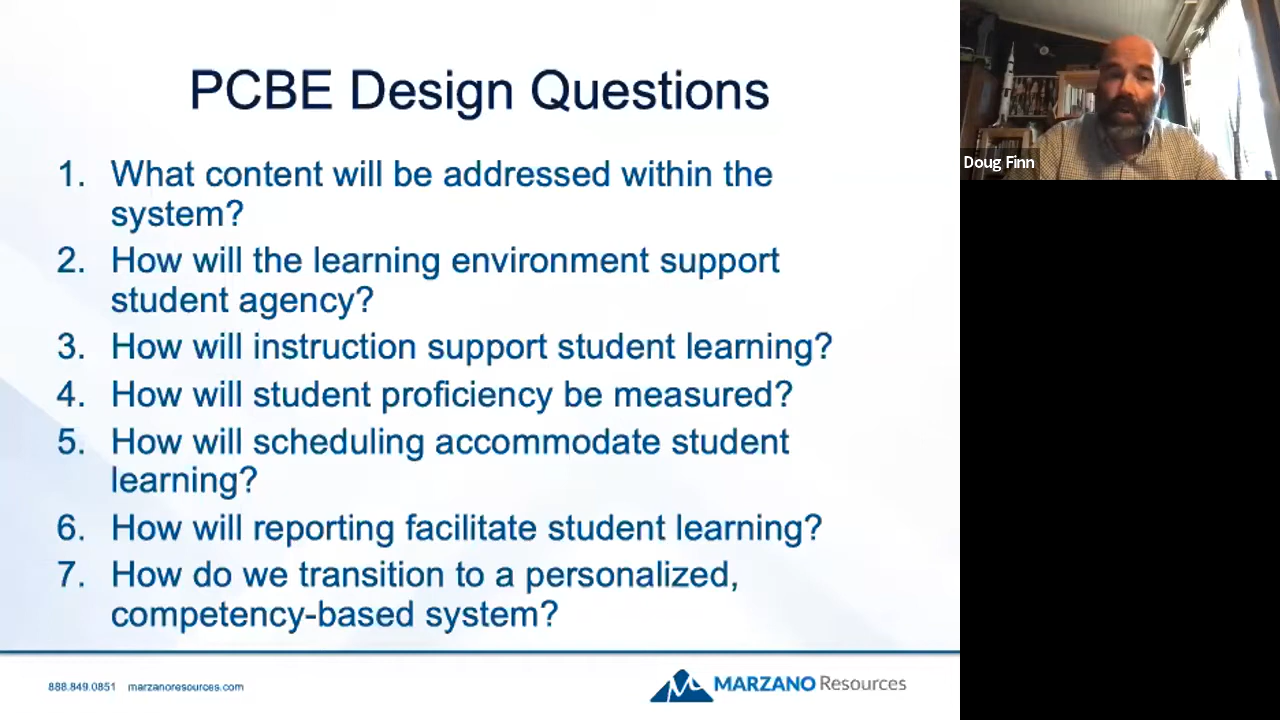 PCBE Design Questions
1. What content will be addressed within the
system?
2. How will the learning environment support
student agency?
3. How will instruction support student learning?
4. How will student proficiency be measured?
5. How will scheduling accommodate student
learning?
6. How will reporting facilitate student learning?
7. How do we transition to a personalized,
competency-based system?
888.849.0851 marzanoresources.com
MARZANO Resources
Doug Finn